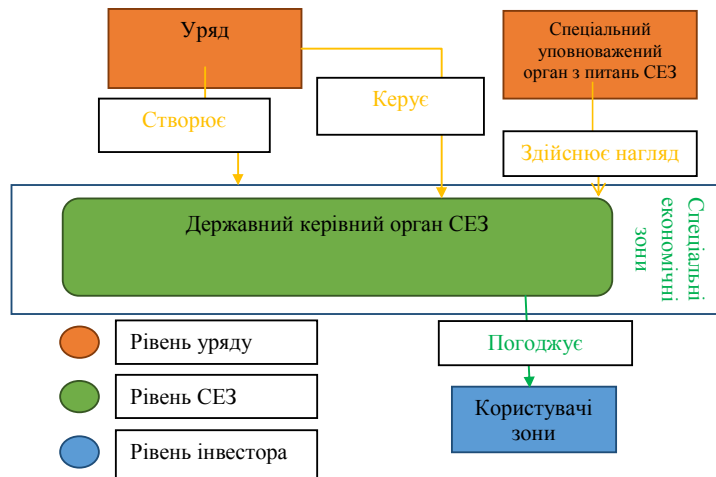 Уряд
Спеціальний
уповноважений
орган з питань СЕЗ
Створює
Керує
Здійснює нагляд
Державний керівний орган СЕЗ
Спеціальні
економічні
зони
Рівень уряду
Погоджує
Рівень СЕЗ
Користувачі
зони
Рівень інвестора